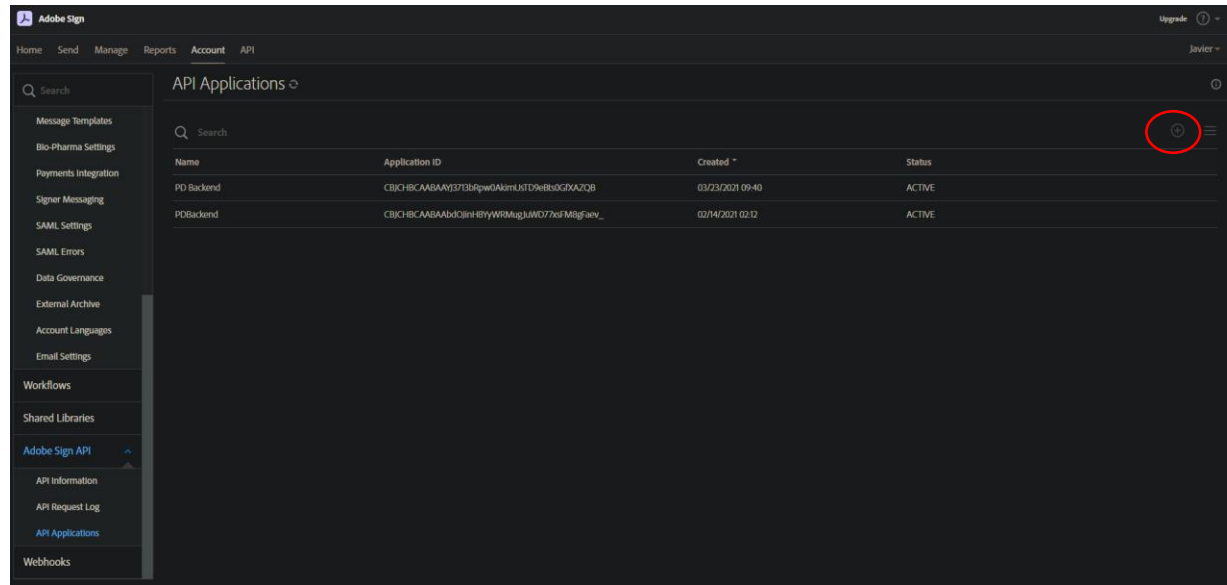 Adobe Sign
Upgrade
Home Send Manage Reports Account API
Javier
Search
Message Templates
Bio-Pharma Settings
Payments Integration
Signer Messaging
SAML Settings
SAML Errors
Data Governance
External Archive
Account Languages
Email Settings
Workflows
Shared Libraries
Adobe Sign API
API Information
API Request Log
API Applications
Webhooks
API Applications
Search
Name Application ID Created Status
PD Backend 03/23/2021 09:40 ACTIVE
PDBackend 02/14/2021 02:12 ACTIVE